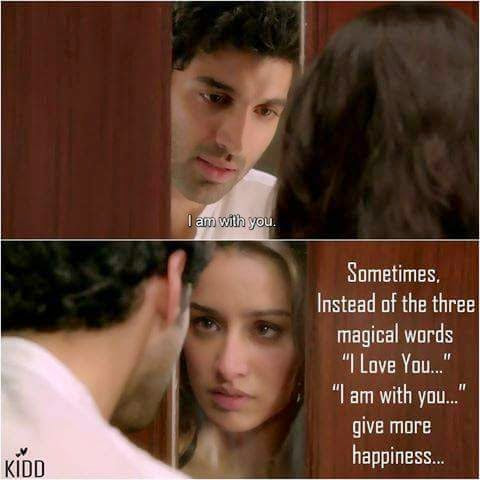 I am with you.
Sometimes,
Instead of the three
magical words
“I Love You...”
“I am with you...”
give more
happiness...
KIDD